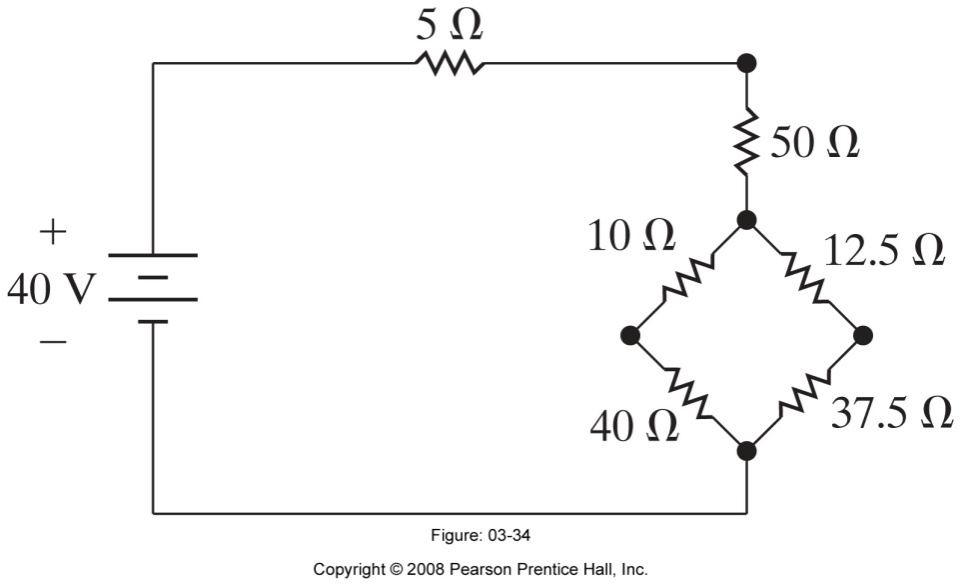 5 Ω
50 Ω
10 Ω
12.5 Ω
+
40 V
−
40 Ω
37.5 Ω
Figure: 03-34
Copyright © 2008 Pearson Prentice Hall, Inc.